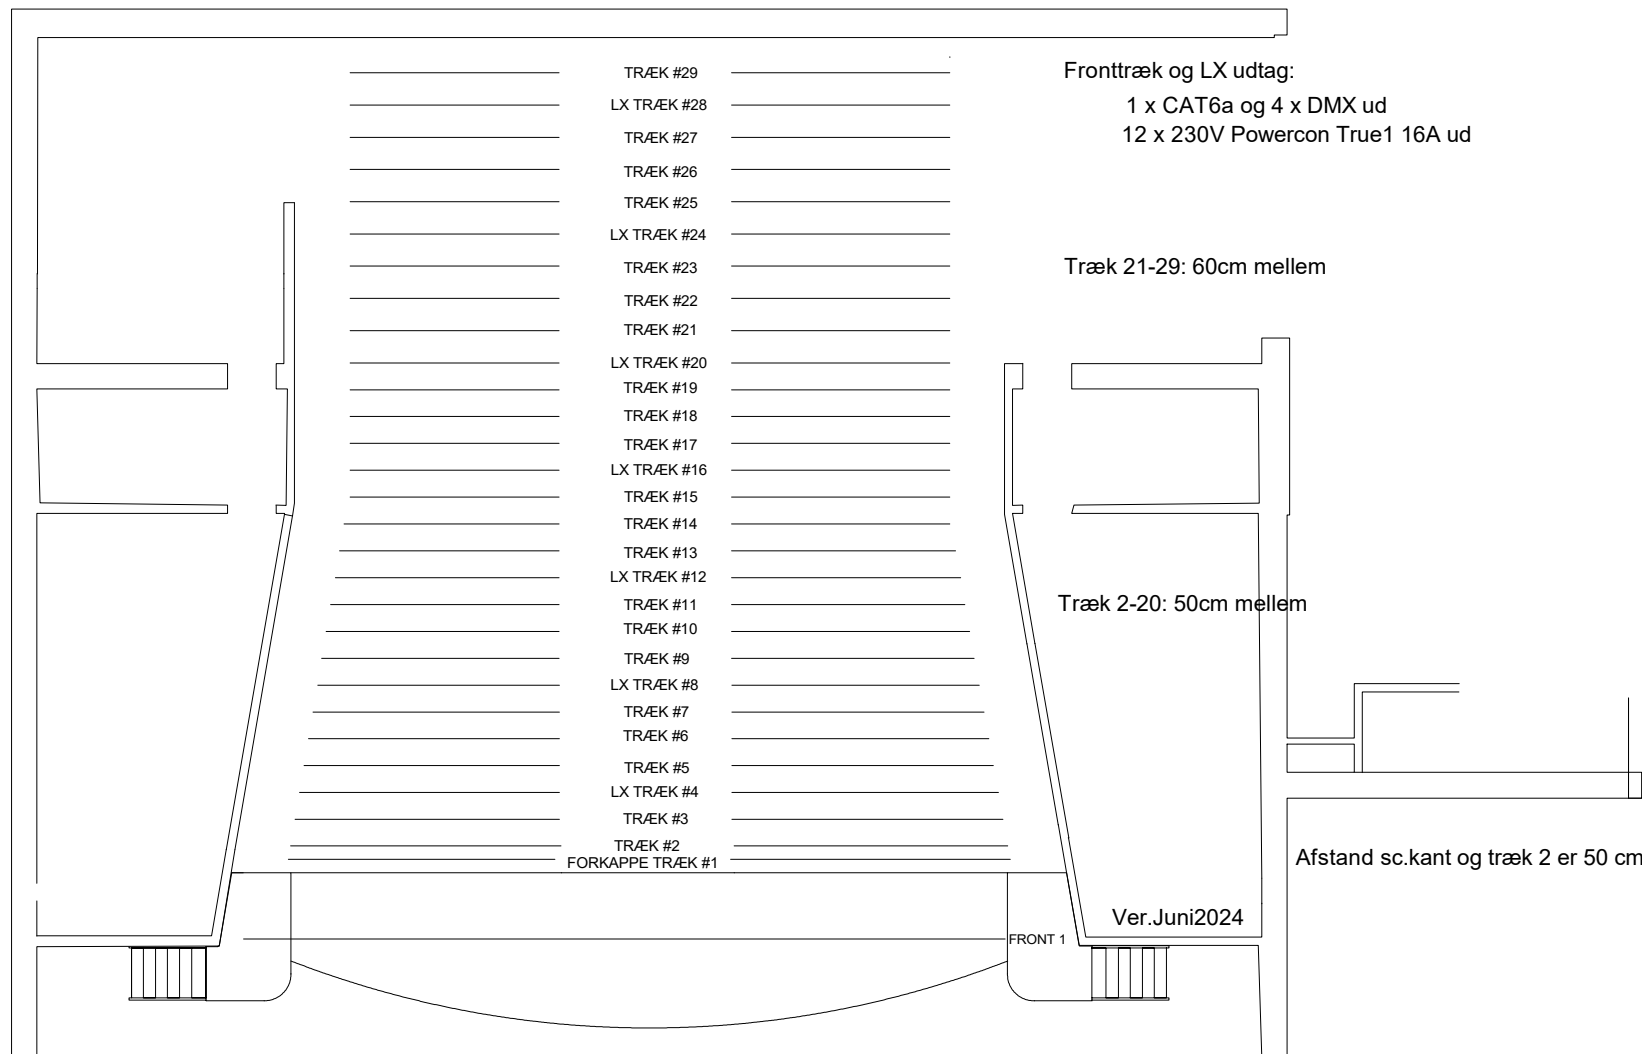 TRÆK #29
LX TRÆK #28
TRÆK #27
TRÆK #26
TRÆK #25
LX TRÆK #24
TRÆK #23
TRÆK #22
TRÆK #21
LX TRÆK #20
TRÆK #19
TRÆK #18
TRÆK #17
LX TRÆK #16
TRÆK #15
TRÆK #14
TRÆK #13
LX TRÆK #12
TRÆK #11
TRÆK #10
TRÆK #9
LX TRÆK #8
TRÆK #7
TRÆK #6
TRÆK #5
LX TRÆK #4
TRÆK #3
TRÆK #2
FORKAPPE TRÆK #1
FRONT 1
Fronttræk og LX udtag:
1 x CAT6a og 4 x DMX ud
12 x 230V Powercon True1 16A ud
Træk 21-29: 60cm mellem
Træk 2-20: 50cm mellem
Afstand sc.kant og træk 2 er 50 cm
Ver.Juni2024